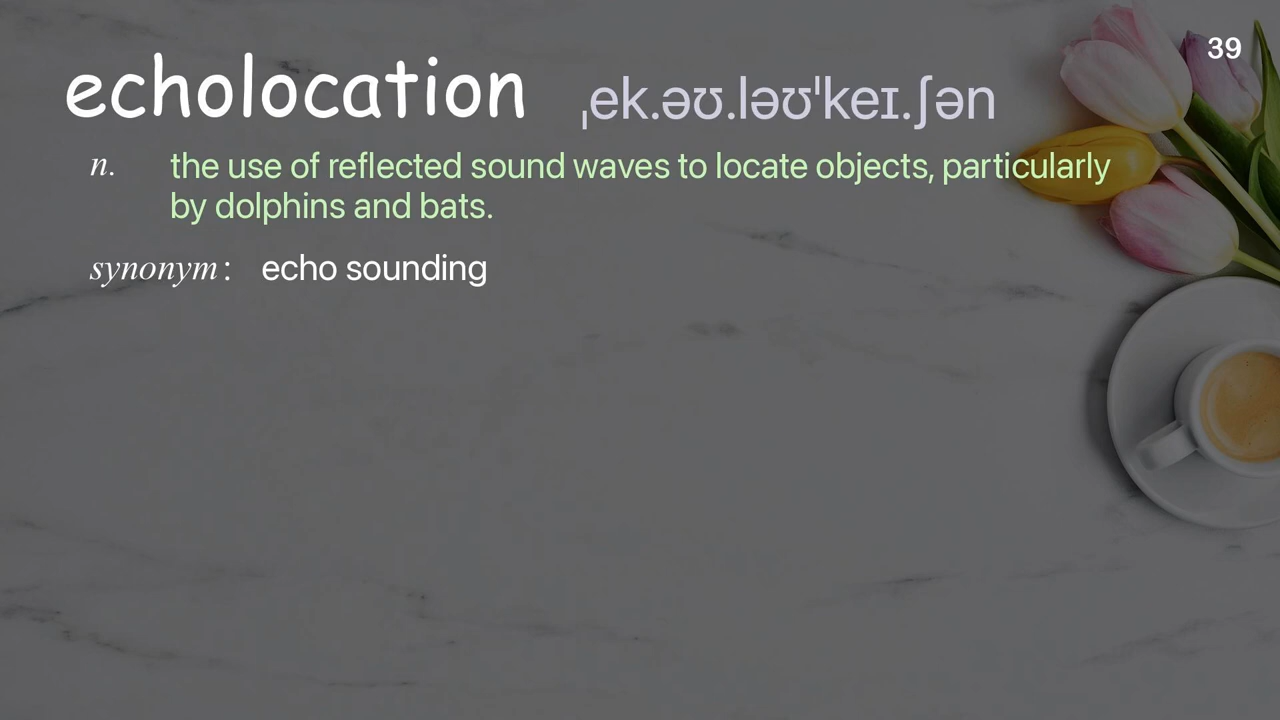 39
echolocation ˌek.əʊ.ləʊˈkeɪ.ʃən
n. the use of reflected sound waves to locate objects, particularly
by dolphins and bats.
synonym: echo sounding